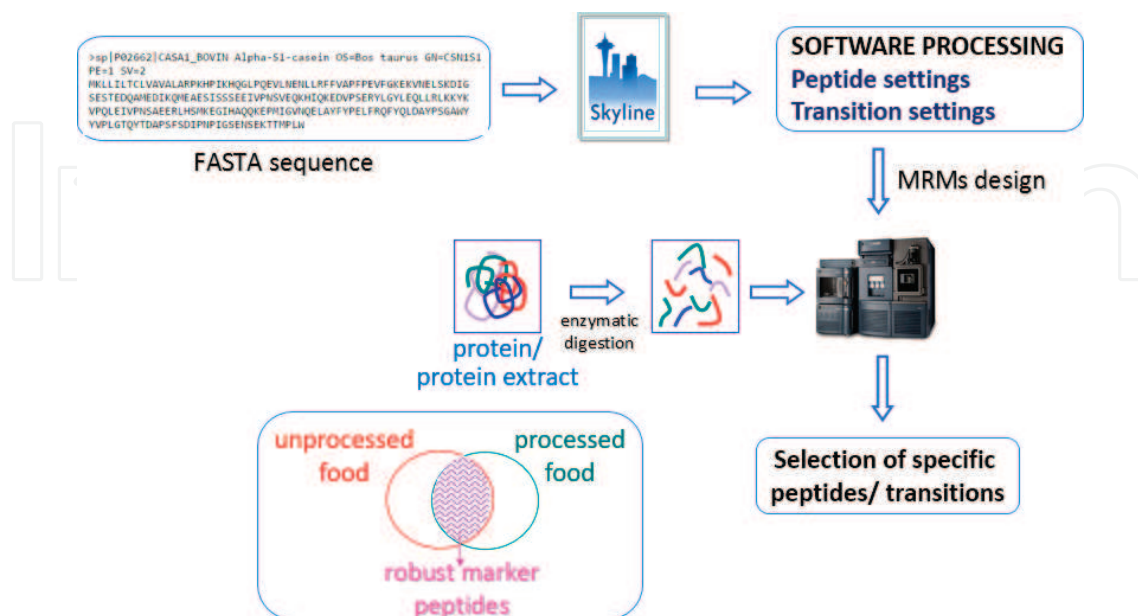 >sp|P02662|CASA1_BOVIN Alpha-S1-casein OS=Bos taurus GN=CSN1S1
PE=1 SV=2
MKLLILTCLVAVALARPKHPIKHQGLPQEVLNENLLRFFVAPFPEVFGKEKVNELSKDIG
SESTEDQAMEDIKQMEAESISSSEEIVPNSVEQKHIQKEDVPSERYLGYLEQLLRLKKYK
VPQLEIVPNSAEERLHSMKEGIHAQQKEPMIGVNQELAYFYPELFRQFYQLDAYPSGAWY
YVPLGTQYTDAPSFSDIPNPIGSENSEKTTMPLW
FASTA sequence
Skyline
SOFTWARE PROCESSING
Peptide settings
Transition settings
MRMs design
enzymatic
digestion
protein/
protein extract
unprocessed
food
processed
food
robust marker
peptides
Selection of specific
peptides/ transitions